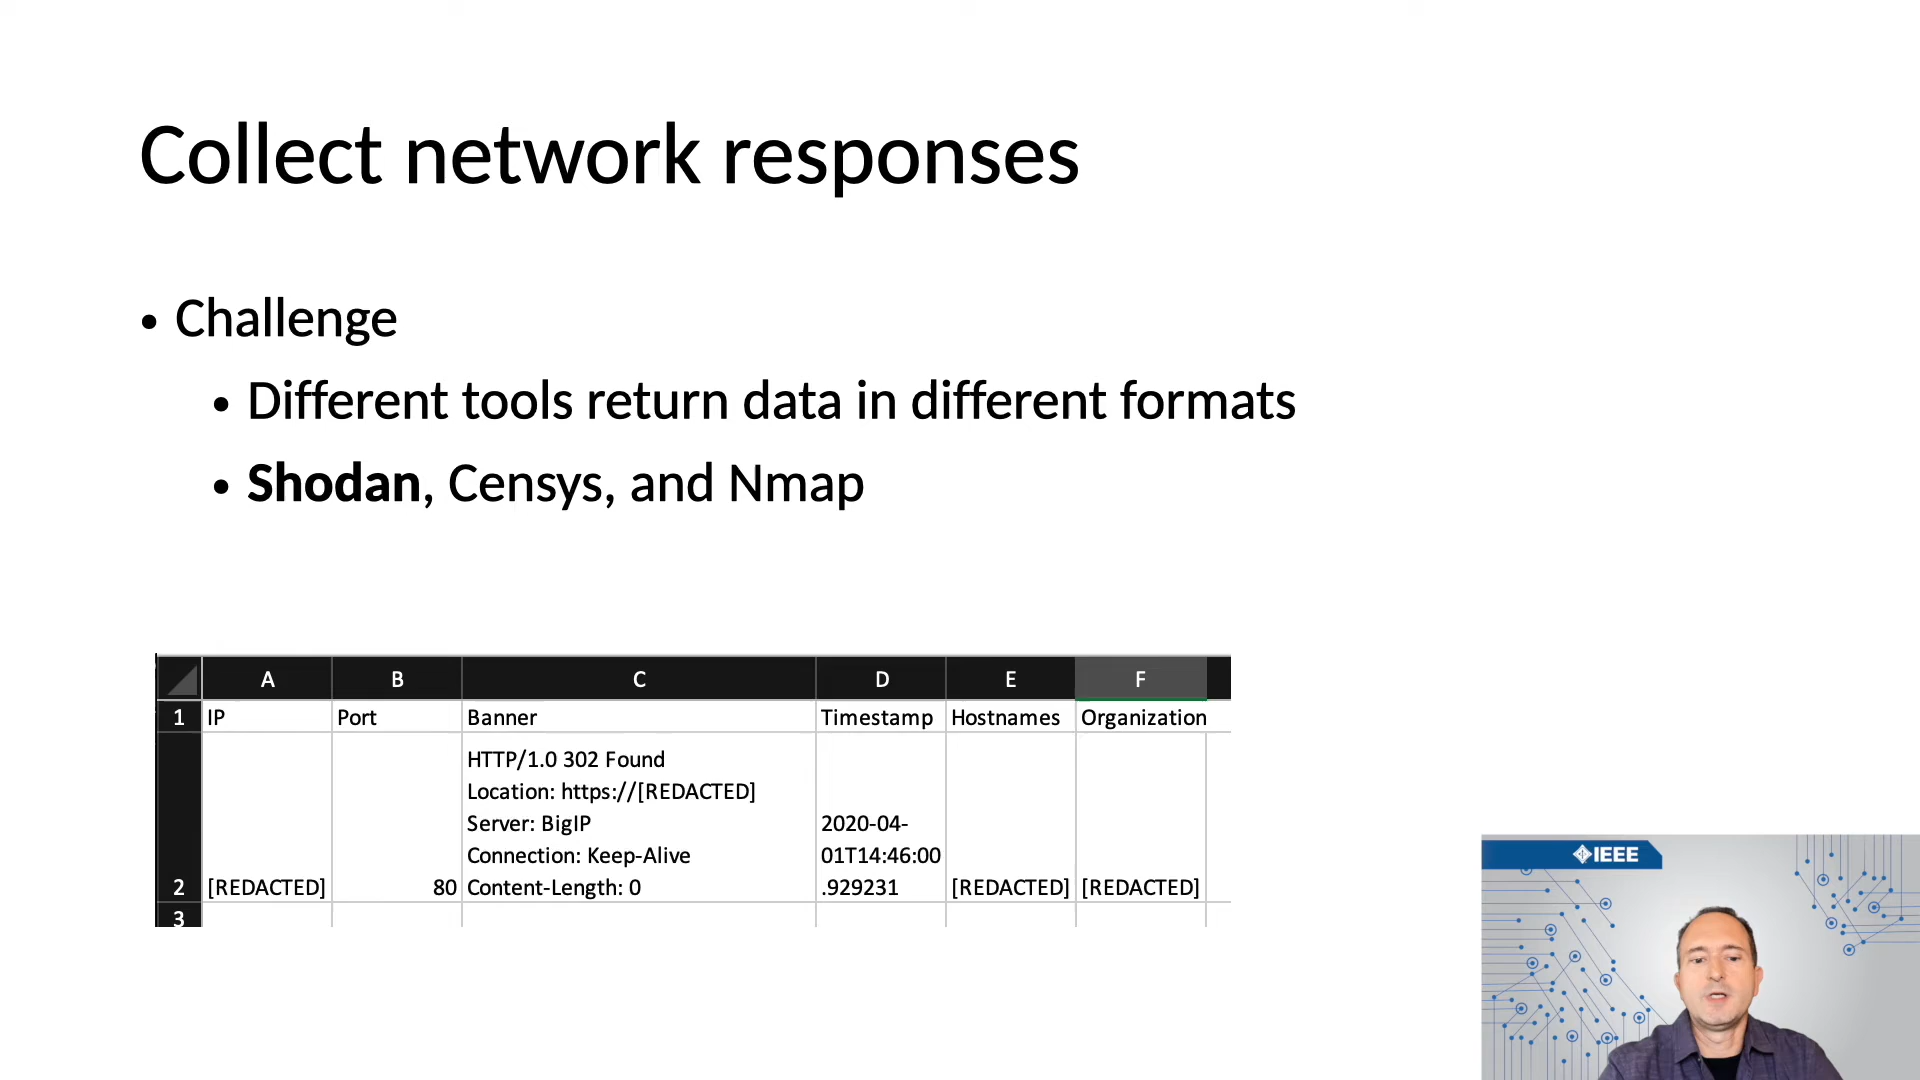 Collect network responses
• Challenge
• Different tools return data in different formats
• Shodan, Censys, and Nmap
A B C D E F
1 IP Port Banner Timestamp Hostnames Organization
HTTP/1.0 302 Found
Location: https://[REDACTED]
Server: BigIP 2020-04-
Connection: Keep-Alive 01T14:46:00
2 [REDACTED] 80 Content-Length: 0 .929231 [REDACTED] [REDACTED]
3
IEEE